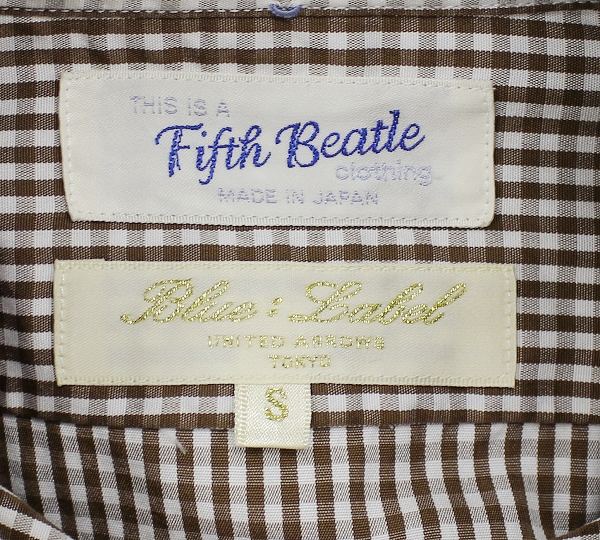 THIS IS A
Fifth Beatle
clothing
MADE IN JAPAN
Blue : Label
UNITED ARROWS
TOKYO
S